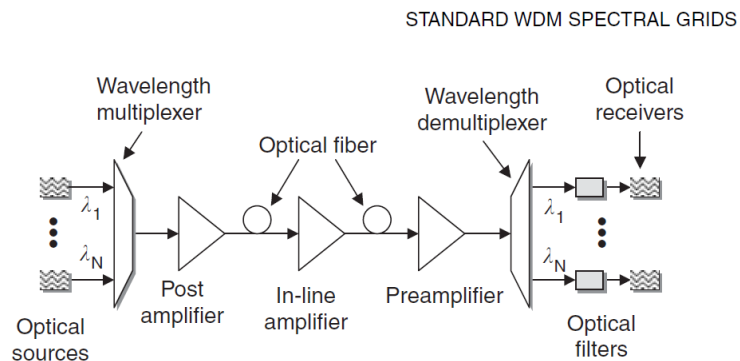 STANDARD WDM SPECTRAL GRIDS
Wavelength
multiplexer
Optical fiber
Wavelength
demultiplexer
Optical
receivers
λ1
λN
λ1
λN
Optical
sources
Post
amplifier
In-line
amplifier
Preamplifier
Optical
filters